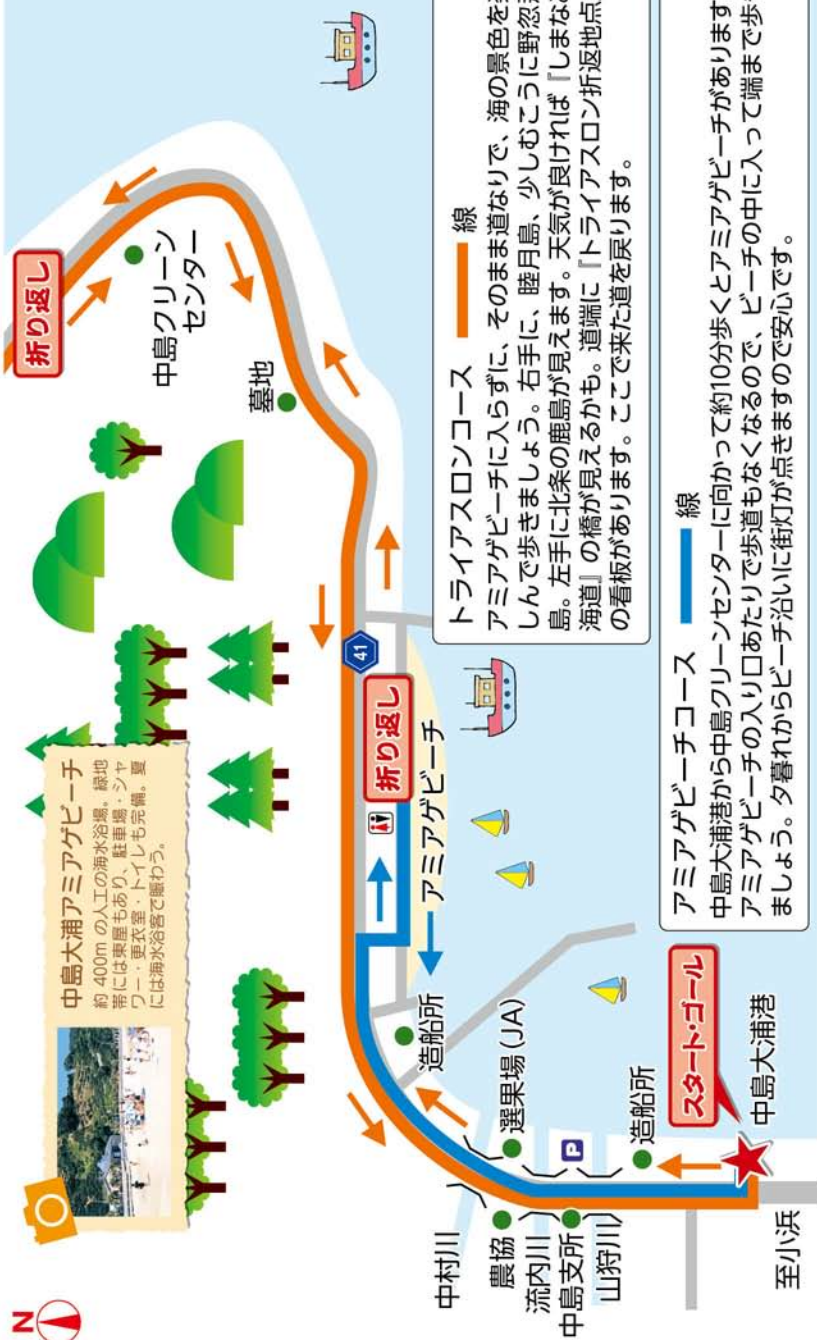 N
中島大浦アミアゲビーチ
約 400m の人工の海水浴場。緑地
帯には東屋もあり、駐車場・シャ
ワー・更衣室・トイレも完備。夏
には海水浴客で賑わう。
折り返し
中島クリーン
センター
墓地
41
折り返し
アミアゲビーチ
造船所
選果場(JA)
中村川
農協
流内川
中島支所
山狩川
P
造船所
スタート・ゴール
中島大浦港
至小浜
トライアスロンコース 線
アミアゲビーチに入らずに、そのまま道なりで、海の景色を
しんで歩きましょう。右手に、睦月島、少しむこうに野忽
島。左手に北条の鹿島が見えます。天気が良ければ『しまな
海道』の橋が見えるかも。道端に『トライアスロン折返地点
の看板があります。ここで来た道を戻ります。
アミアゲビーチコース 線
中島大浦港から中島クリーンセンターに向かって約10分歩くとアミアゲビーチがあります
アミアゲビーチの入り口あたりで歩道もなくなるので、ビーチの中に入って端まで歩
ましょう。夕暮れからビーチ沿いに街灯が点きますので安心です。